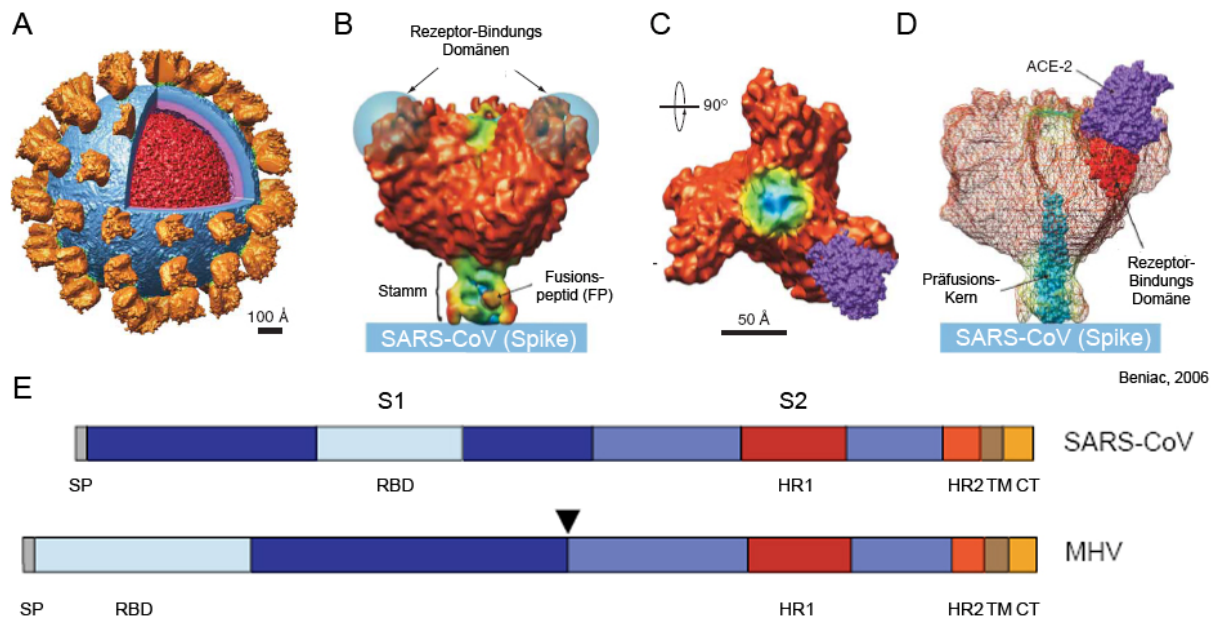 A
B
C
D
Rezeptor-Bindungs
Domänen
ACE-2
90°
Stamm
Fusions-
peptid (FP)
Präfusions-
Kern
Rezeptor-
Bindungs
Domäne
100 Å
SARS-CoV (Spike)
50 Å
SARS-CoV (Spike)
Beniac, 2006
E
S1
S2
SARS-CoV
SP
RBD
HR1
HR2 TM CT
MHV
SP
RBD
HR1
HR2 TM CT